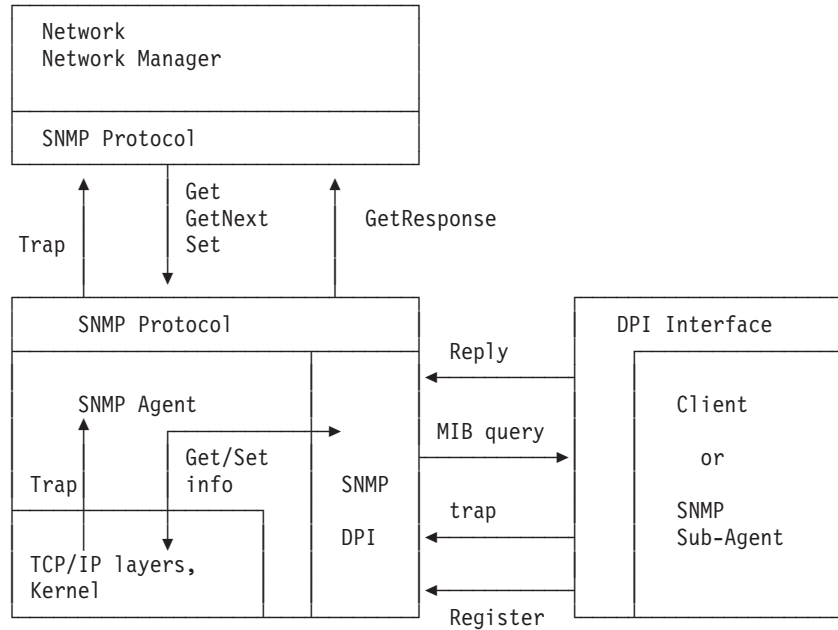 Network
Network Manager
SNMP Protocol
Get
GetNext
Set
GetResponse
Trap
SNMP Protocol
DPI Interface
Reply
SNMP Agent
Client
MIB query
or
Get/Set
info
Trap
SNMP
DPI
trap
SNMP
Sub-Agent
TCP/IP layers,
Kernel
Register